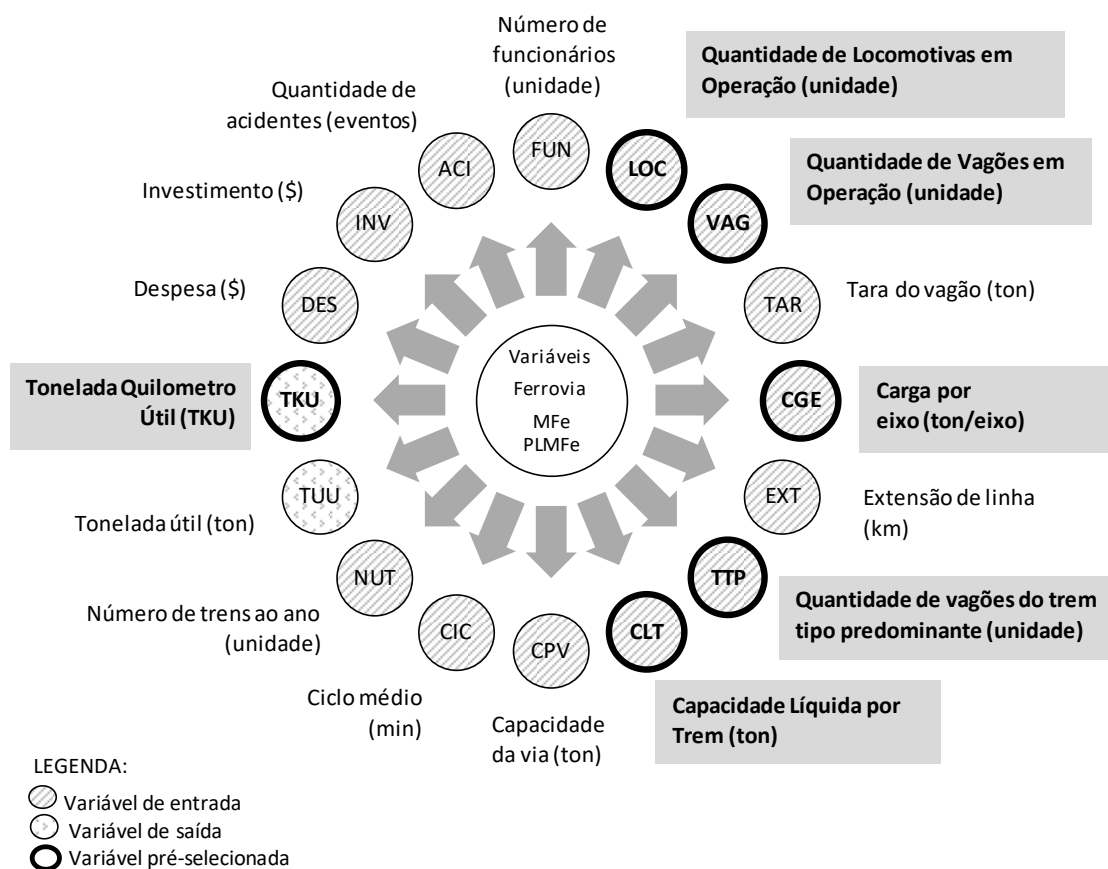 Número de
funcionários
(unidade)
Quantidade de Locomotivas em
Operação (unidade)
Quantidade de
acidentes (eventos)
FUN
ACI
LOC
Quantidade de Vagões em
Operação (unidade)
Investimento ($)
INV
VAG
Despesa ($)
DES
TAR
Tara do vagão (ton)
Variáveis
Ferrovia
MFe
PLMFe
Tonelada Quilometro
Útil (TKU)
TKU
CGE
Carga por
eixo (ton/eixo)
Tonelada útil (ton)
TUU
EXT
Extensão de linha
(km)
NUT
TTP
Número de trens ao ano
(unidade)
Quantidade de vagões do trem
tipo predominante (unidade)
CIC
CPV
CLT
Ciclo médio
(min)
Capacidade
da via (ton)
Capacidade Líquida por
Trem (ton)
LEGENDA:
Variável de entrada
Variável de saída
Variável pré-selecionada